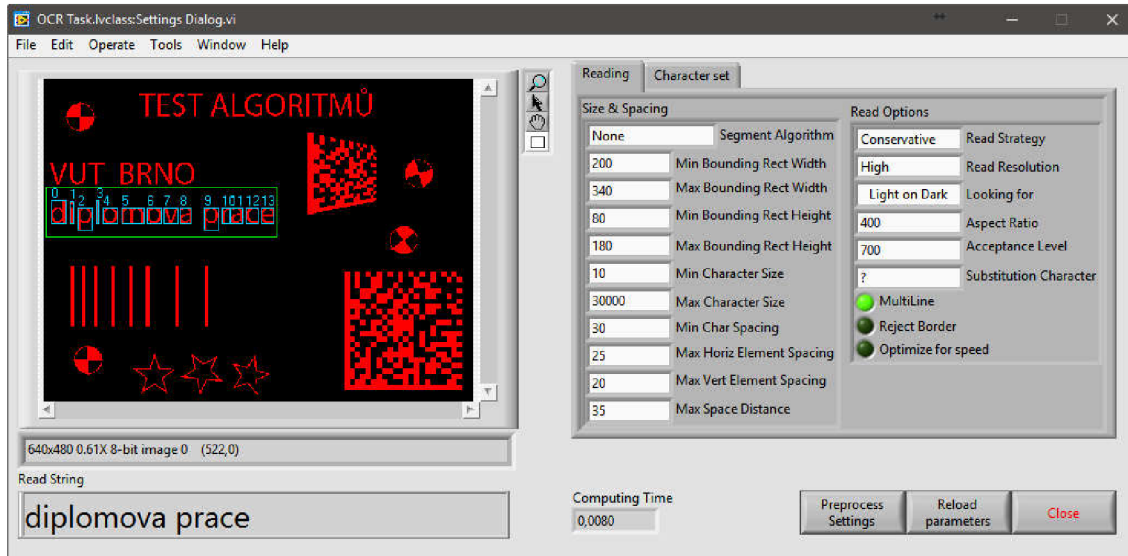 OCR Task.lvclass:Settings Dialog.vi
File Edit Operate Tools Window Help
TEST ALGORITMŮ
VUT BRNO
0 1 2 3 4 5 6 7 8 9 10 11 12 13
diplomova prace
640x480 0.61X 8-bit image 0 (522,0)
Read String
diplomova prace
Reading Character set
Size & Spacing
None Segment Algorithm
200 Min Bounding Rect Width
340 Max Bounding Rect Width
80 Min Bounding Rect Height
180 Max Bounding Rect Height
10 Min Character Size
30000 Max Character Size
30 Min Char Spacing
25 Max Horiz Element Spacing
20 Max Vert Element Spacing
35 Max Space Distance
Read Options
Conservative Read Strategy
High Read Resolution
Light on Dark Looking for
400 Aspect Ratio
700 Acceptance Level
? Substitution Character
MultiLine
Reject Border
Optimize for speed
Computing Time
0,0080
Preprocess Settings
Reload parameters
Close